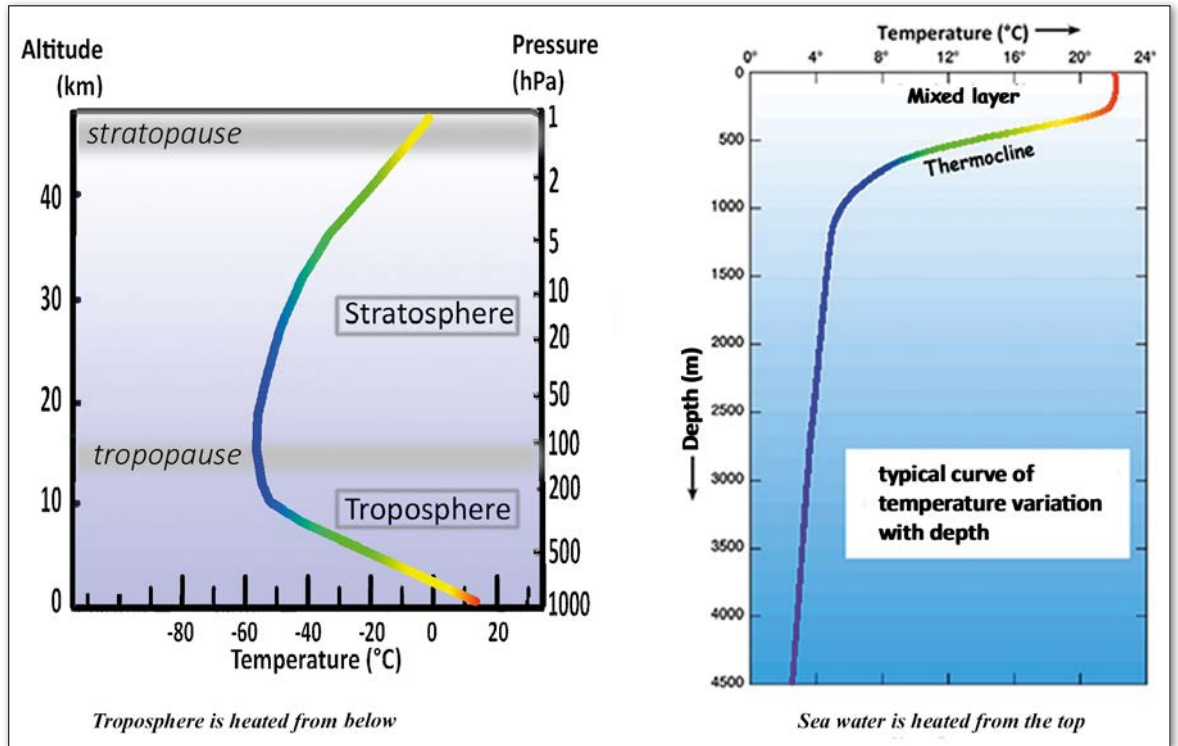 Altitude
(km)
Pressure
(hPa)
stratopause
1
2
40
5
30
10
Stratosphere
20
20
50
tropopause
100
10
200
Troposphere
500
0
1000
-80
-60
-40
-20
0
20
Temperature (°C)
Troposphere is heated from below
Temperature (°C)
0°
4°
8°
12°
16°
20°
24°
0
Mixed layer
500
Thermocline
1000
1500
2000
Depth (m)
2500
3000
typical curve of
temperature variation
with depth
3500
4000
4500
Sea water is heated from the top